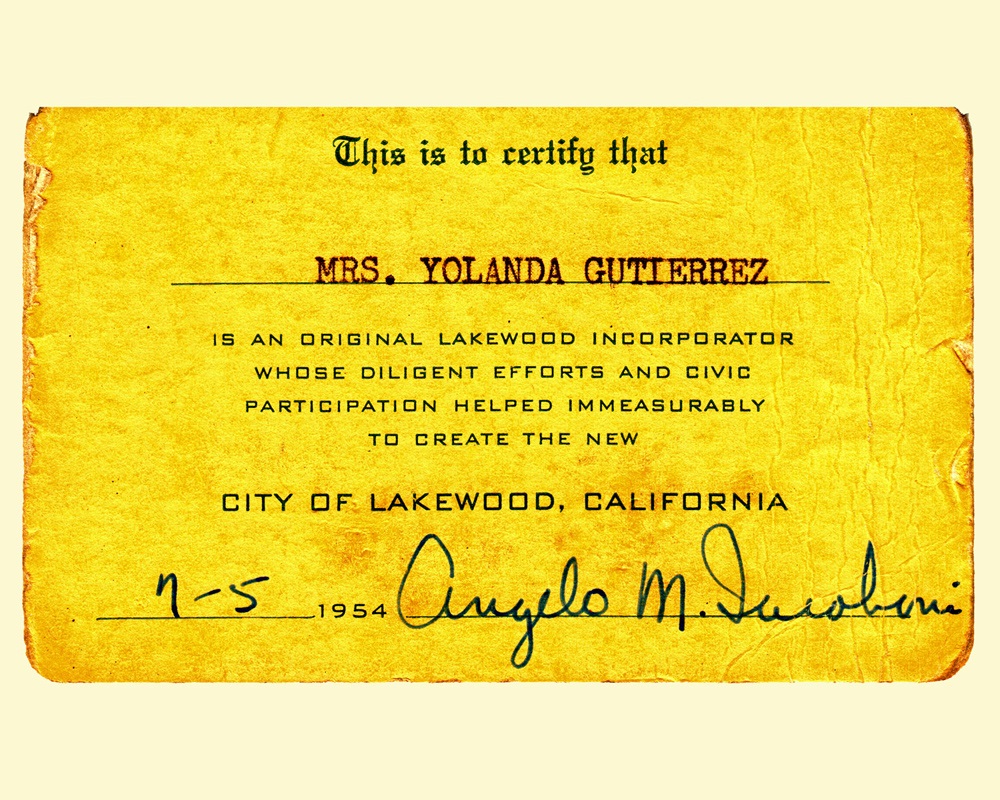 This is to certify that
MRS. YOLANDA GUTIERREZ
IS AN ORIGINAL LAKEWOOD INCORPORATOR
WHOSE DILIGENT EFFORTS AND CIVIC
PARTICIPATION HELPED IMMEASURABLY
TO CREATE THE NEW
CITY OF LAKEWOOD, CALIFORNIA
7-5 1954 Angelo M. Iacoboni